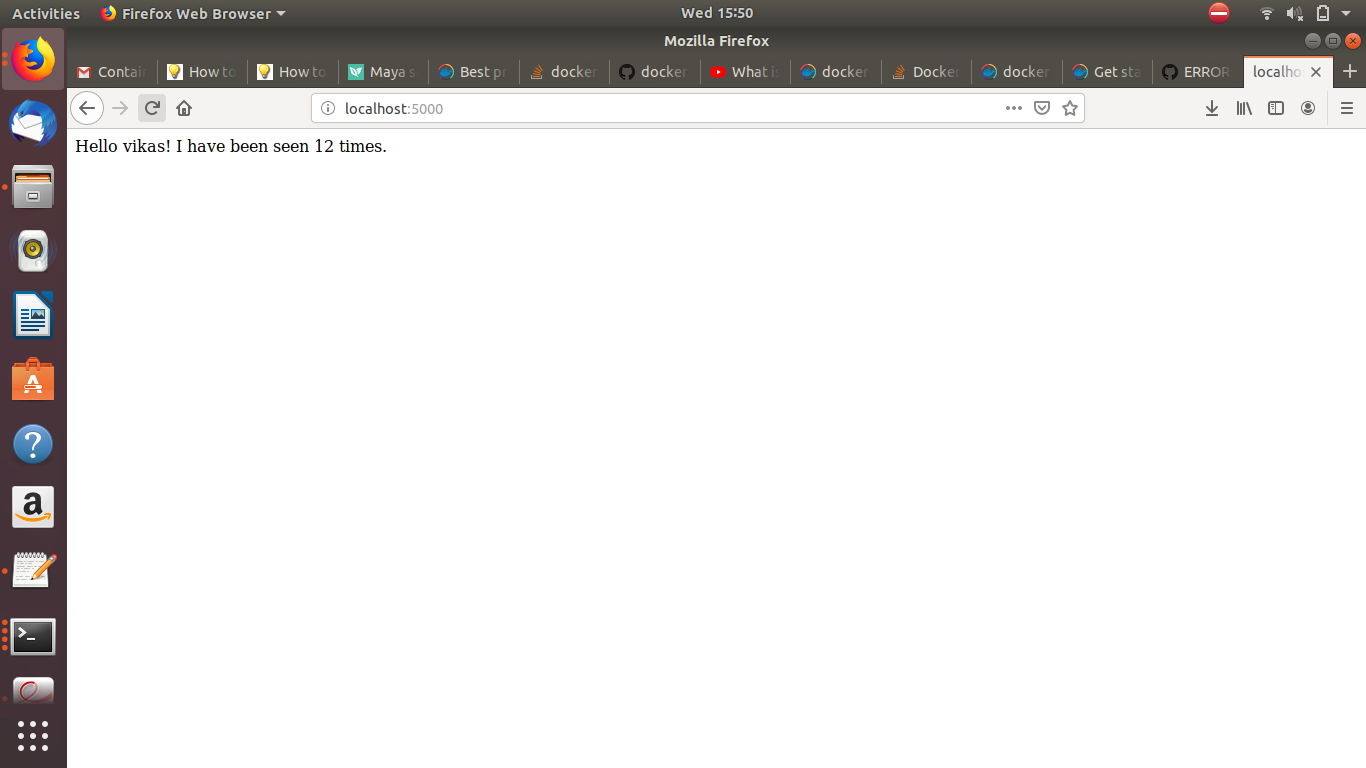 Activities Firefox Web Browser Wed 15:50
Mozilla Firefox
Contain How to How to Maya s Best pr docker docker What is docker Docker docker Get sta ERROR localho
localhost:5000
Hello vikas! I have been seen 12 times.